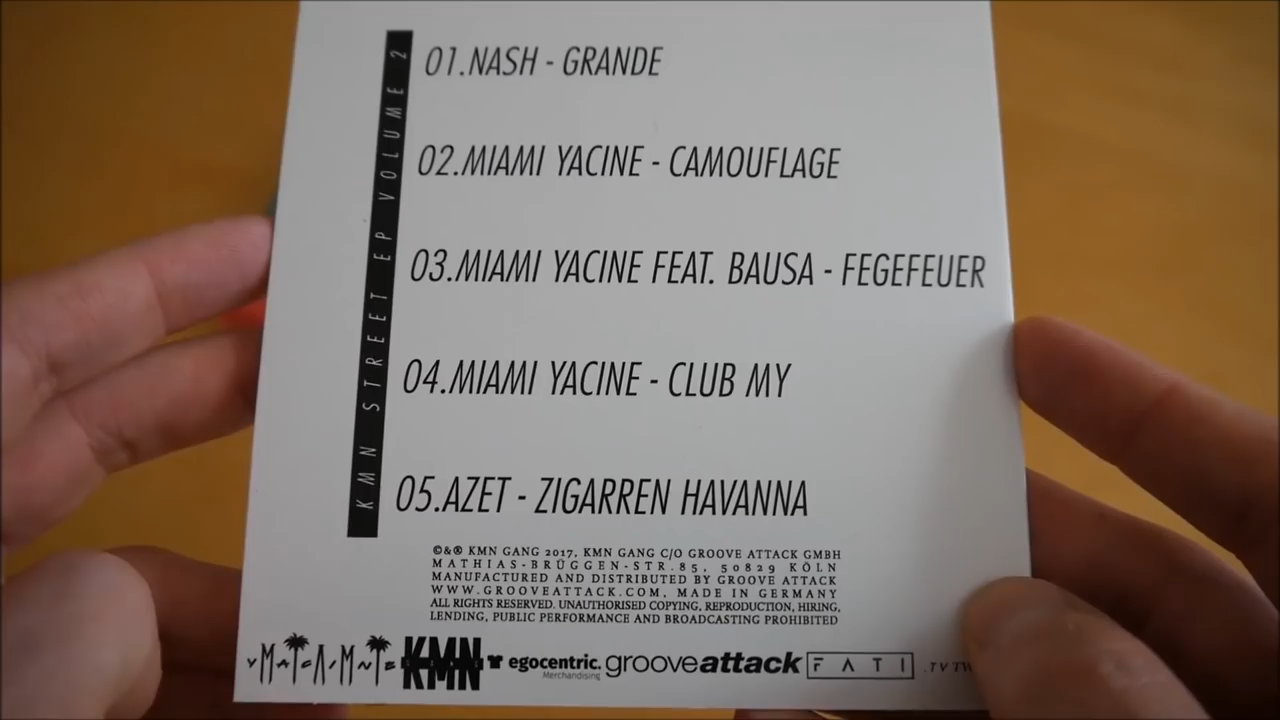 KMN STREET EP VOLUME 2
01.NASH - GRANDE
02.MIAMI YACINE - CAMOUFLAGE
03.MIAMI YACINE FEAT. BAUSA - FEGEFEUER
04.MIAMI YACINE - CLUB MY
05.AZET - ZIGARREN HAVANNA
©&® KMN GANG 2017, KMN GANG C/O GROOVE ATTACK GMBH
MATHIAS-BRÜGGEN-STR.85, 50829 KÖLN
MANUFACTURED AND DISTRIBUTED BY GROOVE ATTACK
WWW.GROOVEATTACK.COM, MADE IN GERMANY
ALL RIGHTS RESERVED. UNAUTHORISED COPYING, REPRODUCTION, HIRING,
LENDING, PUBLIC PERFORMANCE AND BROADCASTING PROHIBITED
KMN egocentric. grooveattack FATI
Merchandising